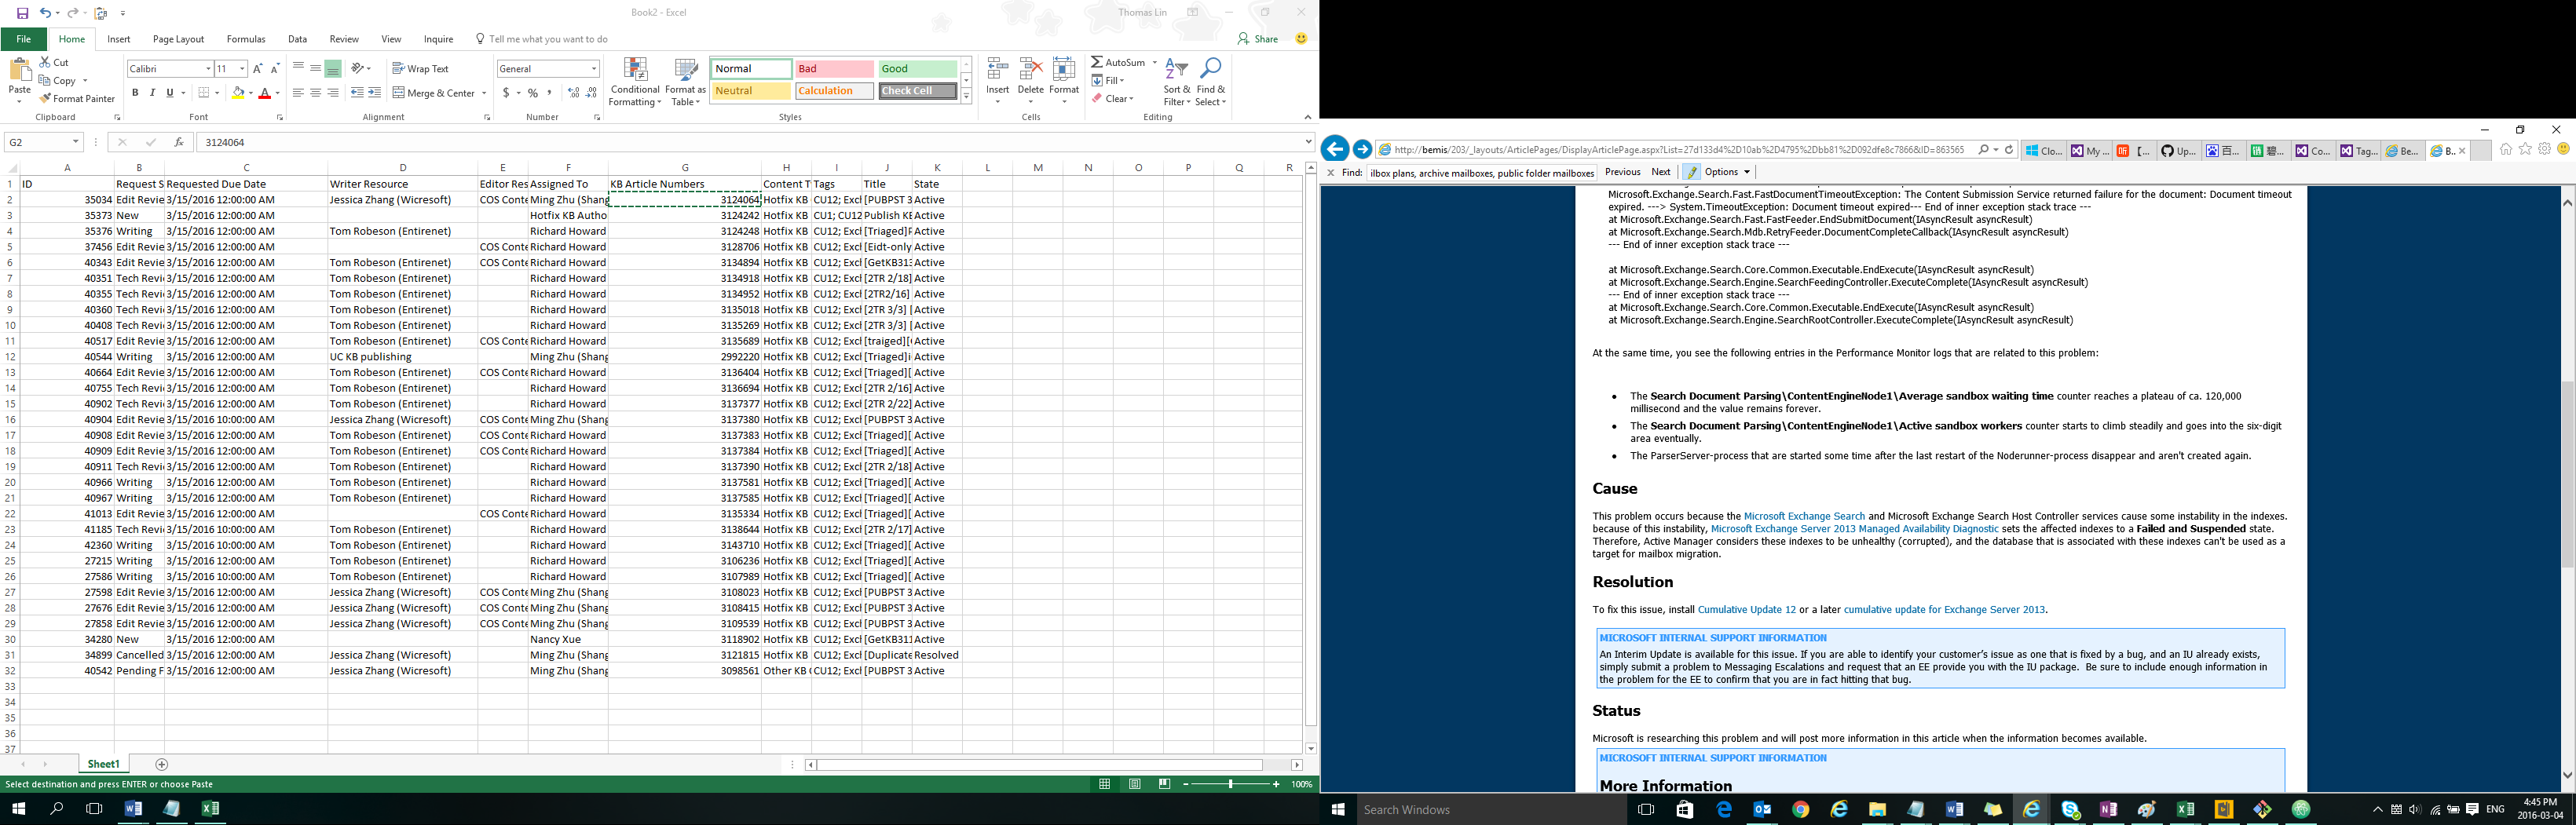 Book2 - Excel
Thomas Lin
File Home Insert Page Layout Formulas Data Review View Inquire Tell me what you want to do Share
Paste Cut
Copy
Format Painter
Clipboard
Calibri 11
B I U
Font
Wrap Text
Merge & Center
Alignment
General
$ % ,
Number
Conditional Formatting
Format as Table
Normal Bad Good
Neutral Calculation Check Cell
Styles
Insert Delete Format
Cells
AutoSum
Fill
Clear
Sort & Filter
Find & Select
Editing
G2 fx 3124064
A B C D E F G H I J K L M N O P Q R
1 ID Request S Requested Due Date Writer Resource Editor Res Assigned To KB Article Numbers Content T Tags Title State
2 35034 Edit Revie 3/15/2016 12:00:00 AM Jessica Zhang (Wicresoft) COS Conte Ming Zhu (Shang 3124064 Hotfix KB CU12; Excl [PUBPST 3 Active
3 35373 New 3/15/2016 12:00:00 AM Hotfix KB Autho 3124242 Hotfix KB CU1; CU12 Publish KE Active
4 35376 Writing 3/15/2016 12:00:00 AM Tom Robeson (Entirenet) Richard Howard 3124248 Hotfix KB CU12; Excl [Triaged]F Active
5 37456 Edit Revie 3/15/2016 12:00:00 AM COS Conte Richard Howard 3128706 Hotfix KB CU12; Excl [Eidt-only Active
6 40343 Edit Revie 3/15/2016 12:00:00 AM Tom Robeson (Entirenet) COS Conte Richard Howard 3134894 Hotfix KB CU12; Excl [GetKB313 Active
7 40351 Tech Revi 3/15/2016 12:00:00 AM Tom Robeson (Entirenet) Richard Howard 3134918 Hotfix KB CU12; Excl [2TR 2/18] Active
8 40355 Tech Revi 3/15/2016 12:00:00 AM Tom Robeson (Entirenet) Richard Howard 3134952 Hotfix KB CU12; Excl [2TR2/16] Active
9 40360 Tech Revi 3/15/2016 12:00:00 AM Tom Robeson (Entirenet) Richard Howard 3135018 Hotfix KB CU12; Excl [2TR 3/3] [ Active
10 40408 Tech Revi 3/15/2016 12:00:00 AM Tom Robeson (Entirenet) Richard Howard 3135269 Hotfix KB CU12; Excl [2TR 3/3] [ Active
11 40517 Edit Revie 3/15/2016 12:00:00 AM Tom Robeson (Entirenet) COS Conte Richard Howard 3135689 Hotfix KB CU12; Excl [traiged][ Active
12 40544 Writing 3/15/2016 12:00:00 AM UC KB publishing Ming Zhu (Shang 2992220 Hotfix KB CU12; Excl [Triaged]i Active
13 40664 Edit Revie 3/15/2016 12:00:00 AM Tom Robeson (Entirenet) COS Conte Richard Howard 3136404 Hotfix KB CU12; Excl [Triaged][ Active
14 40755 Tech Revi 3/15/2016 12:00:00 AM Tom Robeson (Entirenet) Richard Howard 3136694 Hotfix KB CU12; Excl [2TR 2/16] Active
15 40902 Tech Revi 3/15/2016 12:00:00 AM Tom Robeson (Entirenet) Richard Howard 3137377 Hotfix KB CU12; Excl [2TR 2/22] Active
16 40904 Edit Revie 3/15/2016 10:00:00 AM Jessica Zhang (Wicresoft) COS Conte Ming Zhu (Shang 3137380 Hotfix KB CU12; Excl [PUBPST 3 Active
17 40908 Edit Revie 3/15/2016 12:00:00 AM Tom Robeson (Entirenet) COS Conte Richard Howard 3137383 Hotfix KB CU12; Excl [Triaged][ Active
18 40909 Edit Revie 3/15/2016 12:00:00 AM Tom Robeson (Entirenet) COS Conte Richard Howard 3137384 Hotfix KB CU12; Excl [Triaged][ Active
19 40911 Tech Revi 3/15/2016 12:00:00 AM Tom Robeson (Entirenet) Richard Howard 3137390 Hotfix KB CU12; Excl [2TR 2/18] Active
20 40966 Writing 3/15/2016 12:00:00 AM Tom Robeson (Entirenet) Richard Howard 3137581 Hotfix KB CU12; Excl [Triaged][ Active
21 40967 Writing 3/15/2016 12:00:00 AM Tom Robeson (Entirenet) Richard Howard 3137585 Hotfix KB CU12; Excl [Triaged][ Active
22 41013 Edit Revie 3/15/2016 12:00:00 AM COS Conte Richard Howard 3135334 Hotfix KB CU12; Excl [Triaged][ Active
23 41185 Tech Revi 3/15/2016 10:00:00 AM Tom Robeson (Entirenet) Richard Howard 3138644 Hotfix KB CU12; Excl [2TR 2/17] Active
24 42360 Writing 3/15/2016 10:00:00 AM Tom Robeson (Entirenet) Richard Howard 3143710 Hotfix KB CU12; Excl [Triaged][ Active
25 27215 Writing 3/15/2016 12:00:00 AM Tom Robeson (Entirenet) Richard Howard 3106236 Hotfix KB CU12; Excl [Triaged][ Active
26 27586 Writing 3/15/2016 10:00:00 AM Tom Robeson (Entirenet) Richard Howard 3107989 Hotfix KB CU12; Excl [Triaged][ Active
27 27598 Edit Revie 3/15/2016 12:00:00 AM Jessica Zhang (Wicresoft) COS Conte Ming Zhu (Shang 3108023 Hotfix KB CU12; Excl [PUBPST 3 Active
28 27676 Edit Revie 3/15/2016 12:00:00 AM Jessica Zhang (Wicresoft) COS Conte Ming Zhu (Shang 3108415 Hotfix KB CU12; Excl [PUBPST 3 Active
29 27858 Edit Revie 3/15/2016 12:00:00 AM Jessica Zhang (Wicresoft) COS Conte Ming Zhu (Shang 3109539 Hotfix KB CU12; Excl [PUBPST 3 Active
30 34280 New 3/15/2016 12:00:00 AM Nancy Xue 3118902 Hotfix KB CU12; Excl [GetKB311 Active
31 34899 Cancelled 3/15/2016 12:00:00 AM Jessica Zhang (Wicresoft) Ming Zhu (Shang 3121815 Hotfix KB CU12; Excl [Duplicate Resolved
32 40542 Pending F 3/15/2016 12:00:00 AM Jessica Zhang (Wicresoft) Ming Zhu (Shang 3098561 Other KB CU12; Excl [PUBPST 3 Active
33
34
35
36
37
Sheet1
Select destination and press ENTER or choose Paste
100%
http://bemis/203/_layouts/ArticlePages/DisplayArticlePage.aspx?List=27d133d4%2D10ab%2D4795%2Dbb81%2D092dfe8c7866&ID=863565
Clo... My ... Up... 百... 碧... Co... Tag... Be... B...
Find: ilbox plans, archive mailboxes, public folder mailboxes Previous Next Options
Microsoft.Exchange.Search.Fast.FastDocumentTimeoutException: The Content Submission Service returned failure for the document: Document timeout
expired. ---> System.TimeoutException: Document timeout expired--- End of inner exception stack trace ---
at Microsoft.Exchange.Search.Fast.FastFeeder.EndSubmitDocument(IAsyncResult asyncResult)
at Microsoft.Exchange.Search.Mdb.RetryFeeder.DocumentCompleteCallback(IAsyncResult asyncResult)
--- End of inner exception stack trace ---
at Microsoft.Exchange.Search.Core.Common.Executable.EndExecute(IAsyncResult asyncResult)
at Microsoft.Exchange.Search.Engine.SearchFeedingController.ExecuteComplete(IAsyncResult asyncResult)
--- End of inner exception stack trace ---
at Microsoft.Exchange.Search.Core.Common.Executable.EndExecute(IAsyncResult asyncResult)
at Microsoft.Exchange.Search.Engine.SearchRootController.ExecuteComplete(IAsyncResult asyncResult)
At the same time, you see the following entries in the Performance Monitor logs that are related to this problem:
• The Search Document Parsing\ContentEngineNode1\Average sandbox waiting time counter reaches a plateau of ca. 120,000
millisecond and the value remains forever.
• The Search Document Parsing\ContentEngineNode1\Active sandbox workers counter starts to climb steadily and goes into the six-digit
area eventually.
• The ParserServer-process that are started some time after the last restart of the Noderunner-process disappear and aren't created again.
Cause
This problem occurs because the Microsoft Exchange Search and Microsoft Exchange Search Host Controller services cause some instability in the indexes.
because of this instability, Microsoft Exchange Server 2013 Managed Availability Diagnostic sets the affected indexes to a Failed and Suspended state.
Therefore, Active Manager considers these indexes to be unhealthy (corrupted), and the database that is associated with these indexes can't be used as a
target for mailbox migration.
Resolution
To fix this issue, install Cumulative Update 12 or a later cumulative update for Exchange Server 2013.
MICROSOFT INTERNAL SUPPORT INFORMATION
An Interim Update is available for this issue. If you are able to identify your customer's issue as one that is fixed by a bug, and an IU already exists,
simply submit a problem to Messaging Escalations and request that an EE provide you with the IU package. Be sure to include enough information in
the problem for the EE to confirm that you are in fact hitting that bug.
Status
Microsoft is researching this problem and will post more information in this article when the information becomes available.
MICROSOFT INTERNAL SUPPORT INFORMATION
More Information
Search Windows
ENG
4:45 PM
2016-03-04